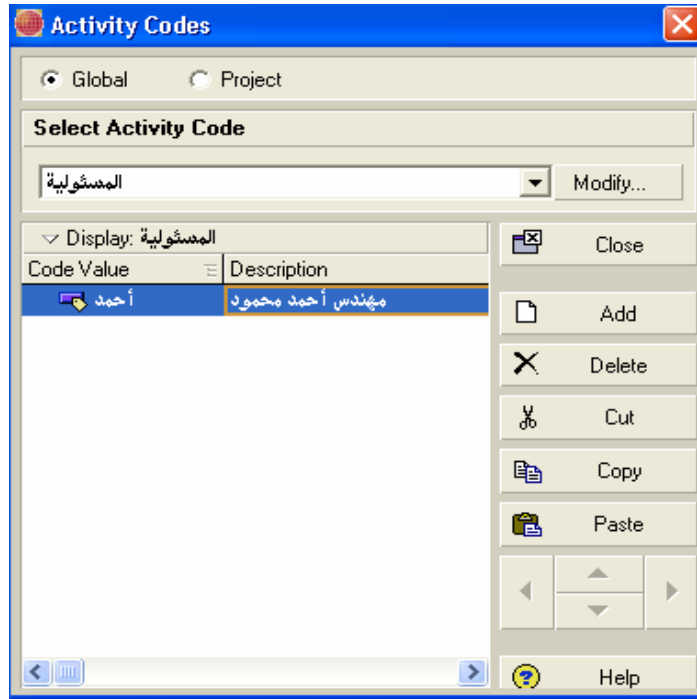 Activity Codes
Global Project
Select Activity Code
المسئولية
Modify...
Display: المسئولية
Close
Code Value Description
أحمد مهندس أحمد محمود
Add
Delete
Cut
Copy
Paste
Help